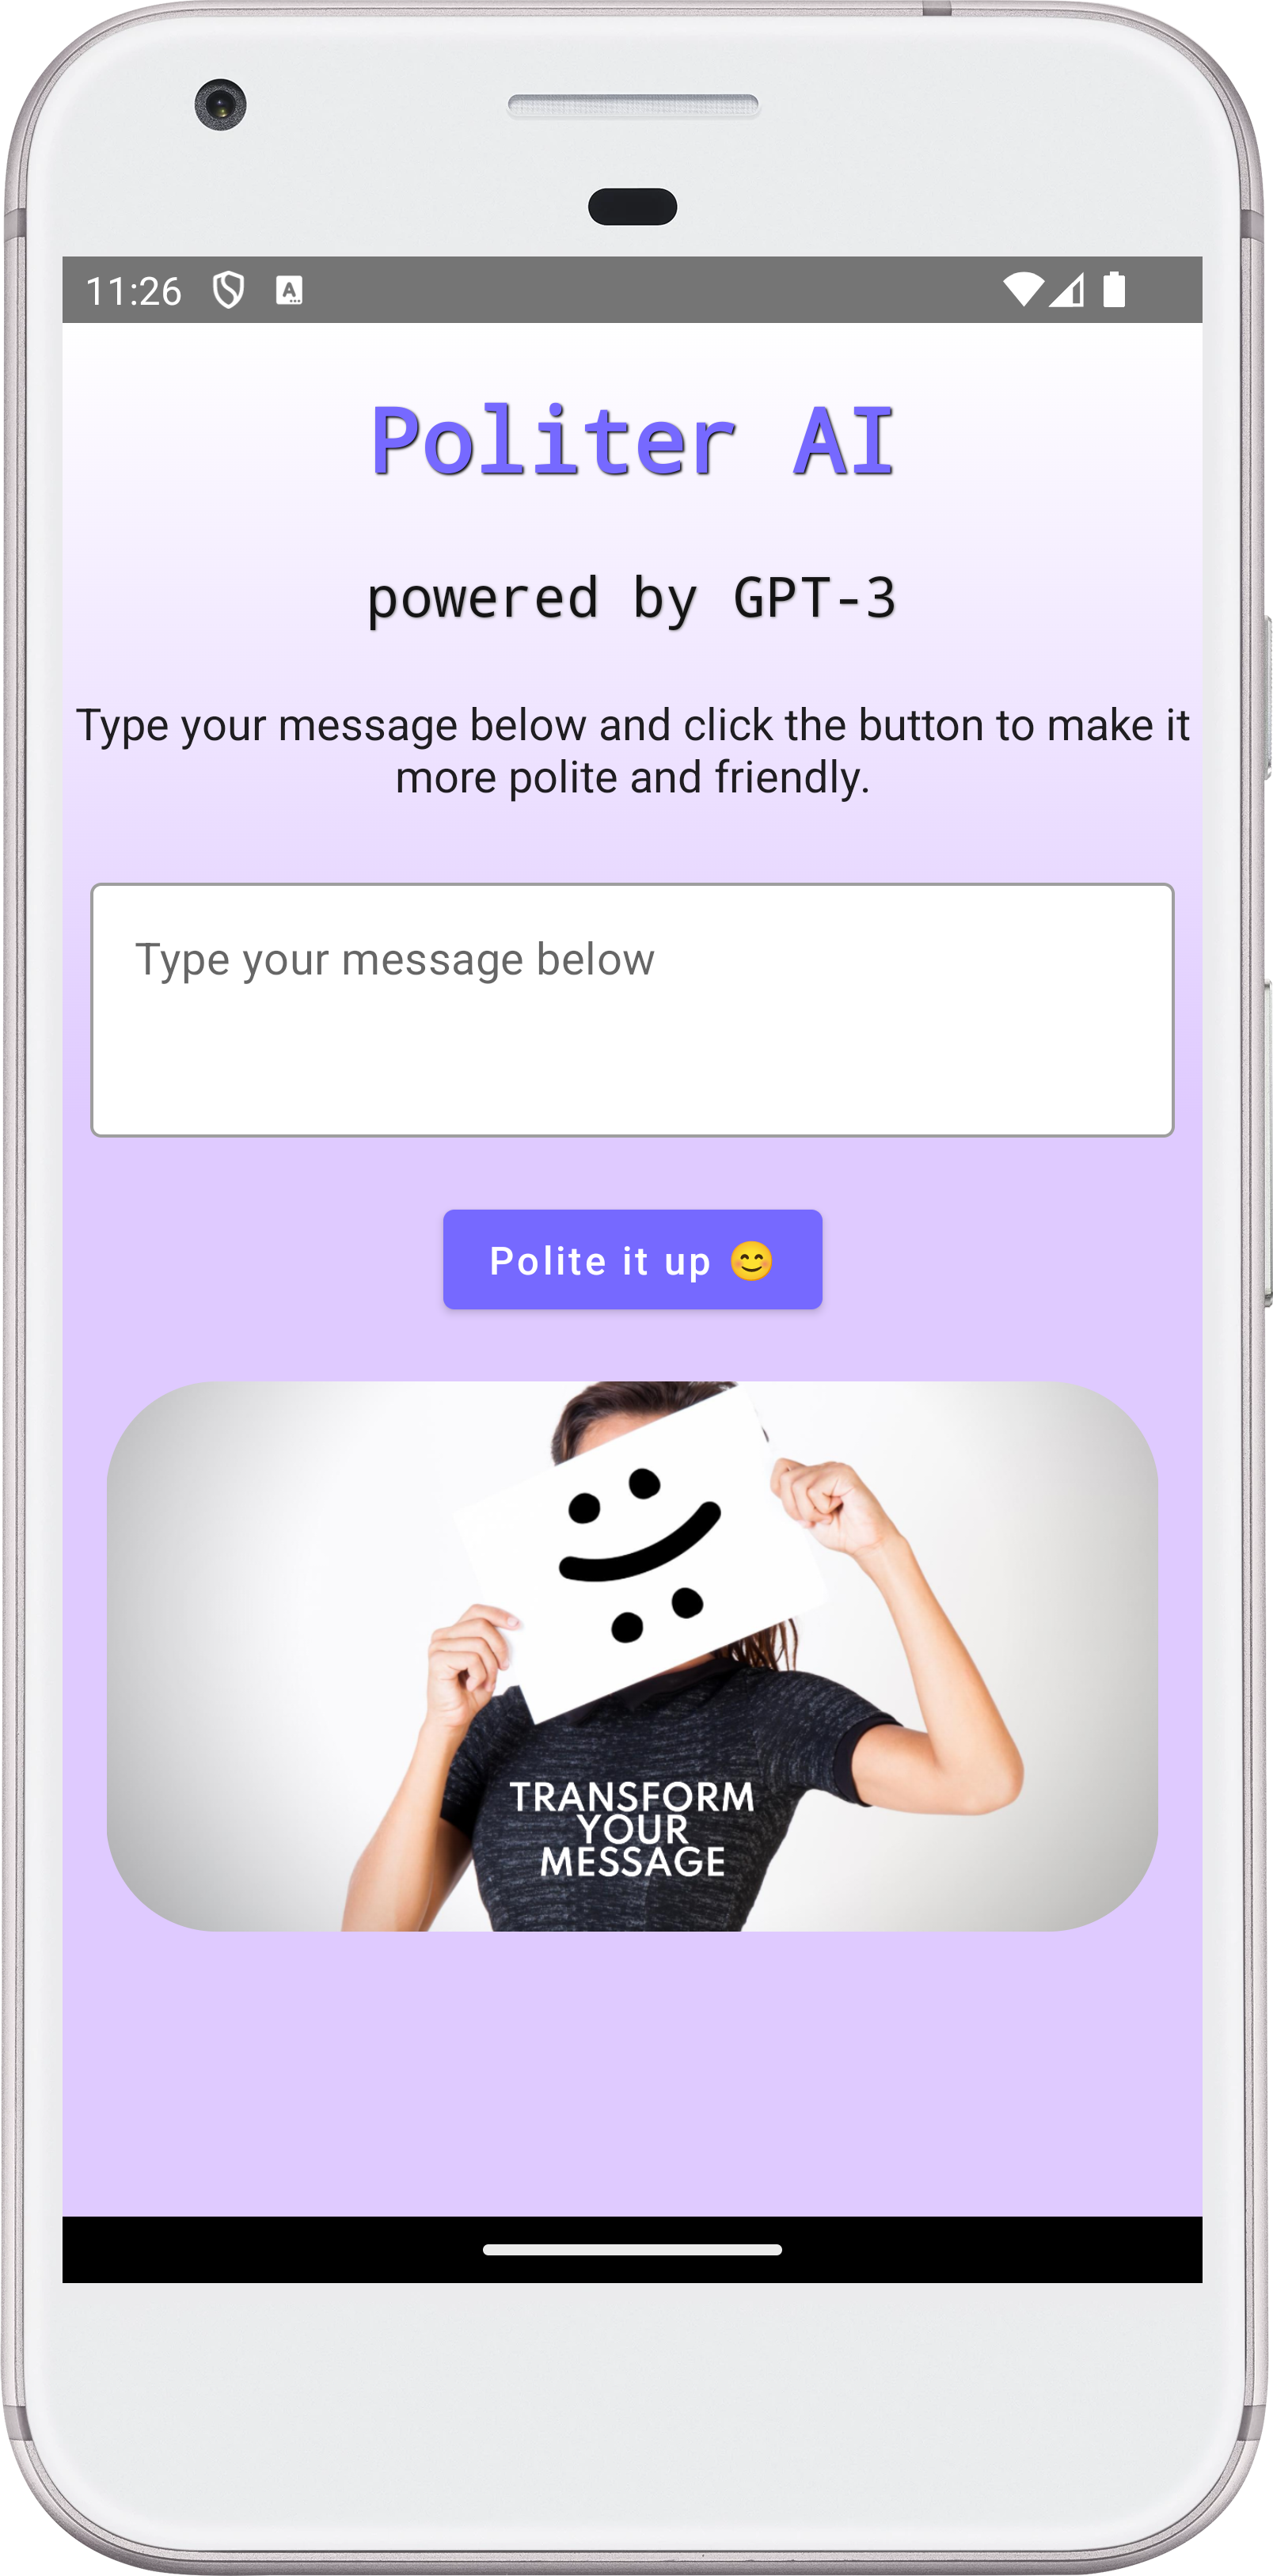 11:26
Politer AI
powered by GPT-3
Type your message below and click the button to make it
more polite and friendly.
Type your message below
Polite it up 😊
TRANSFORM
YOUR
MESSAGE